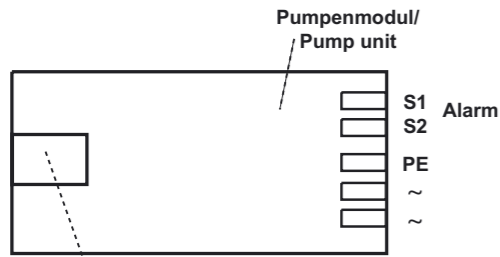 Pumpenmodul/
Pump unit
S1
Alarm
S2
PE
~
~